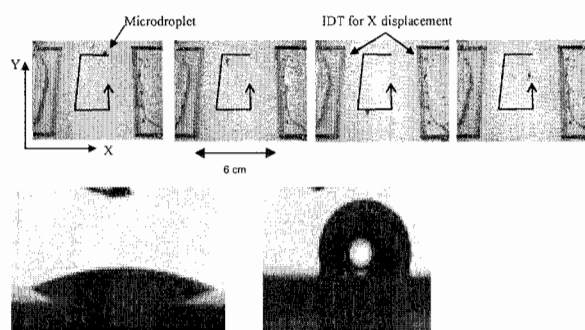 Microdroplet
IDT for X displacement
Y
X
6 cm